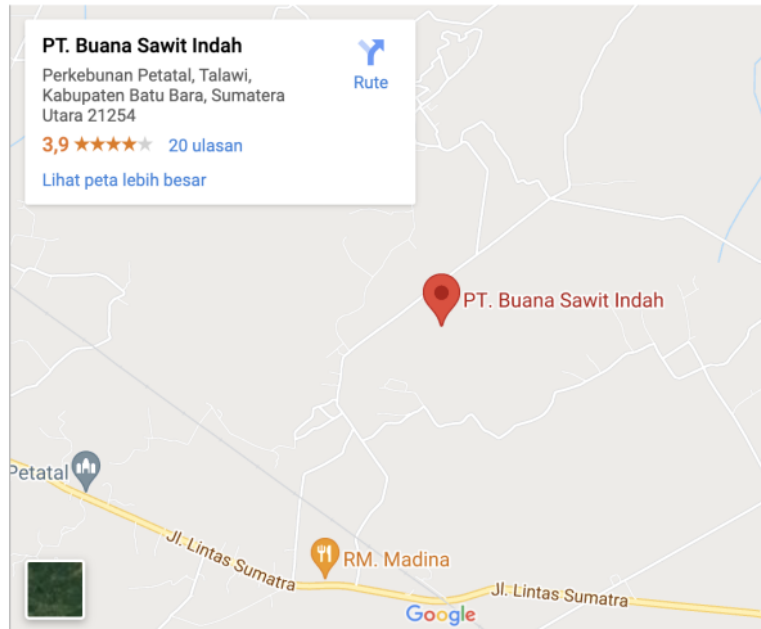 PT. Buana Sawit Indah
Perkebunan Petatal, Talawi,
Kabupaten Batu Bara, Sumatera
Utara 21254
3,9 ★★★★★ 20 ulasan
Lihat peta lebih besar
Rute
PT. Buana Sawit Indah
Petatal
Jl. Lintas Sumatra
RM. Madina
Jl. Lintas Sumatra
Google